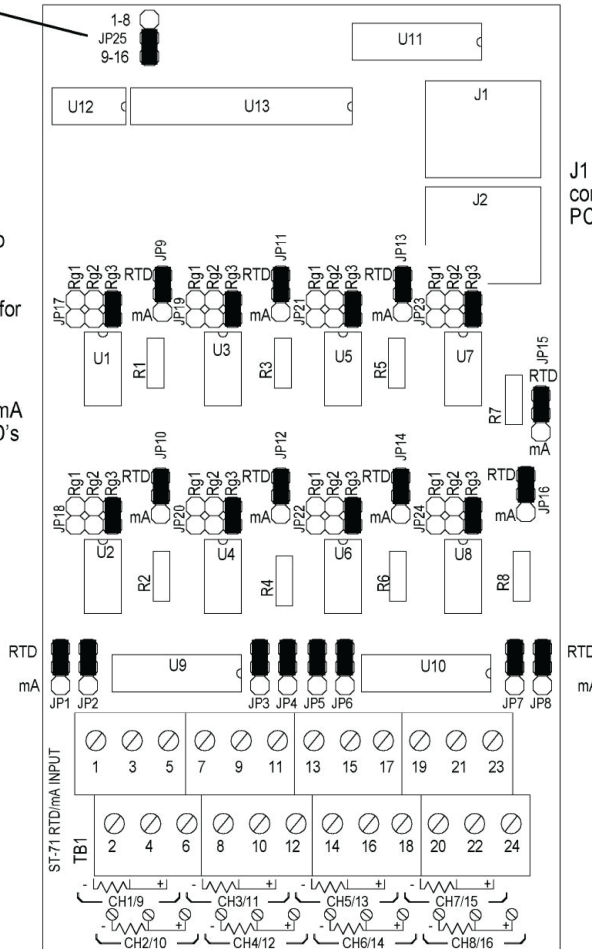 1-8
JP25
9-16
U11
U12
U13
J1
J2
J1
for
mA
JP9
JP11
JP13
Rg1 Rg2 Rg3 RTD
Rg1 Rg2 Rg3 RTD
Rg1 Rg2 Rg3 RTD
Rg1 Rg2 Rg3
JP17
mA
JP19
mA
JP21
mA
JP23
U1
R1
U3
R3
U5
R5
U7
R7
JP15
RTD
mA
JP10
JP12
JP14
Rg1 Rg2 Rg3 RTD
Rg1 Rg2 Rg3 RTD
Rg1 Rg2 Rg3 RTD
Rg1 Rg2 Rg3 RTD
JP18
mA
JP20
mA
JP22
mA
JP24
mA
JP16
U2
R2
U4
R4
U6
R6
U8
R8
RTD
U9
U10
mA
JP1 JP2 JP3 JP4 JP5 JP6 JP7 JP8
ST-71 RTD/mA INPUT
TB1
1 3 5 7 9 11 13 15 17 19 21 23
2 4 6 8 10 12 14 16 18 20 22 24
- + - + - + - +
CH1/9 CH3/11 CH5/13 CH7/15
- + - + - + - +
CH2/10 CH4/12 CH6/14 CH8/16